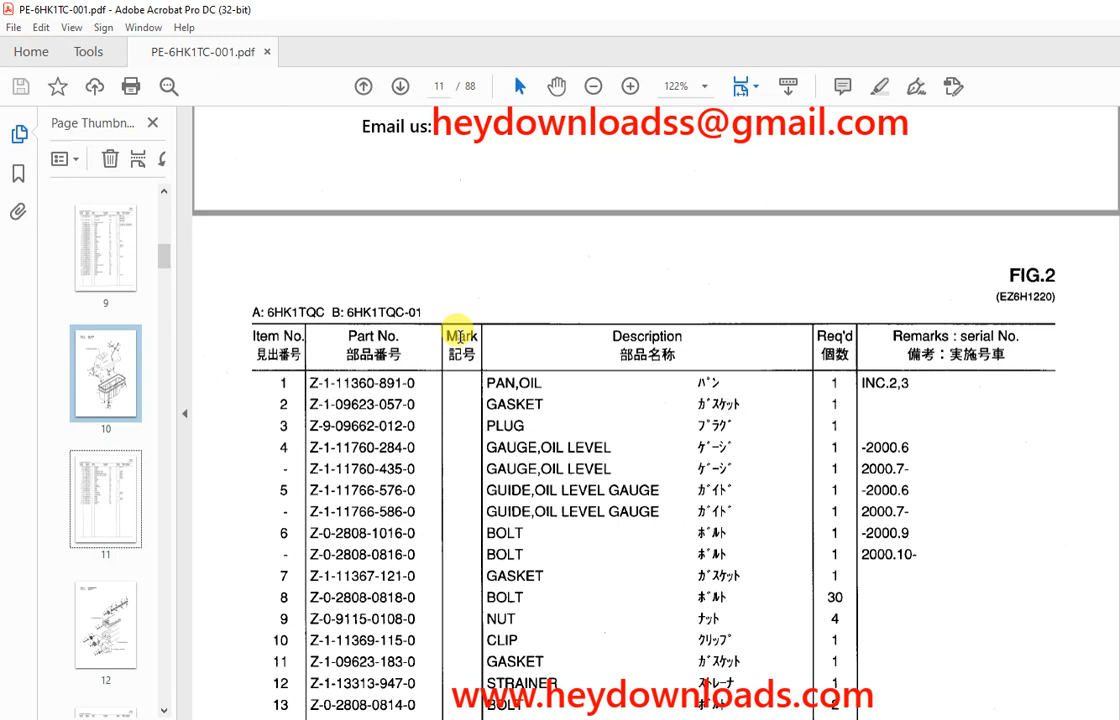 PE-6HK1TC-001.pdf - Adobe Acrobat Pro DC (32-bit)
File Edit View Sign Window Help
Home Tools PE-6HK1TC-001.pdf ×
11 / 88 122%
Page Thumbn...
9
10
11
12
Email us:heydownloadss@gmail.com
FIG.2
(EZ6H1220)
A: 6HK1TQC B: 6HK1TQC-01
Item No. Part No. Mark Description Req'd Remarks : serial No.
見出番号 部品番号 記号 部品名称 個数 備考：実施号車
1 Z-1-11360-891-0 PAN,OIL ﾊﾟﾝ 1 INC.2,3
2 Z-1-09623-057-0 GASKET ｶﾞｽｹｯﾄ 1
3 Z-9-09662-012-0 PLUG ﾌﾟﾗｸﾞ 1
4 Z-1-11760-284-0 GAUGE,OIL LEVEL ｹﾞｰｼﾞ 1 -2000.6
- Z-1-11760-435-0 GAUGE,OIL LEVEL ｹﾞｰｼﾞ 1 2000.7-
5 Z-1-11766-576-0 GUIDE,OIL LEVEL GAUGE ｶﾞｲﾄﾞ 1 -2000.6
- Z-1-11766-586-0 GUIDE,OIL LEVEL GAUGE ｶﾞｲﾄﾞ 1 2000.7-
6 Z-0-2808-1016-0 BOLT ﾎﾞﾙﾄ 1 -2000.9
- Z-0-2808-0816-0 BOLT ﾎﾞﾙﾄ 1 2000.10-
7 Z-1-11367-121-0 GASKET ｶﾞｽｹｯﾄ 1
8 Z-0-2808-0818-0 BOLT ﾎﾞﾙﾄ 30
9 Z-0-9115-0108-0 NUT ﾅｯﾄ 4
10 Z-1-11369-115-0 CLIP ｸﾘｯﾌﾟ 1
11 Z-1-09623-183-0 GASKET ｶﾞｽｹｯﾄ 1
12 Z-1-13313-947-0 STRAINER ｽﾄﾚｰﾅ 1
13 Z-0-2808-0814-0 BOLT ﾎﾞﾙﾄ 2
www.heydownloads.com